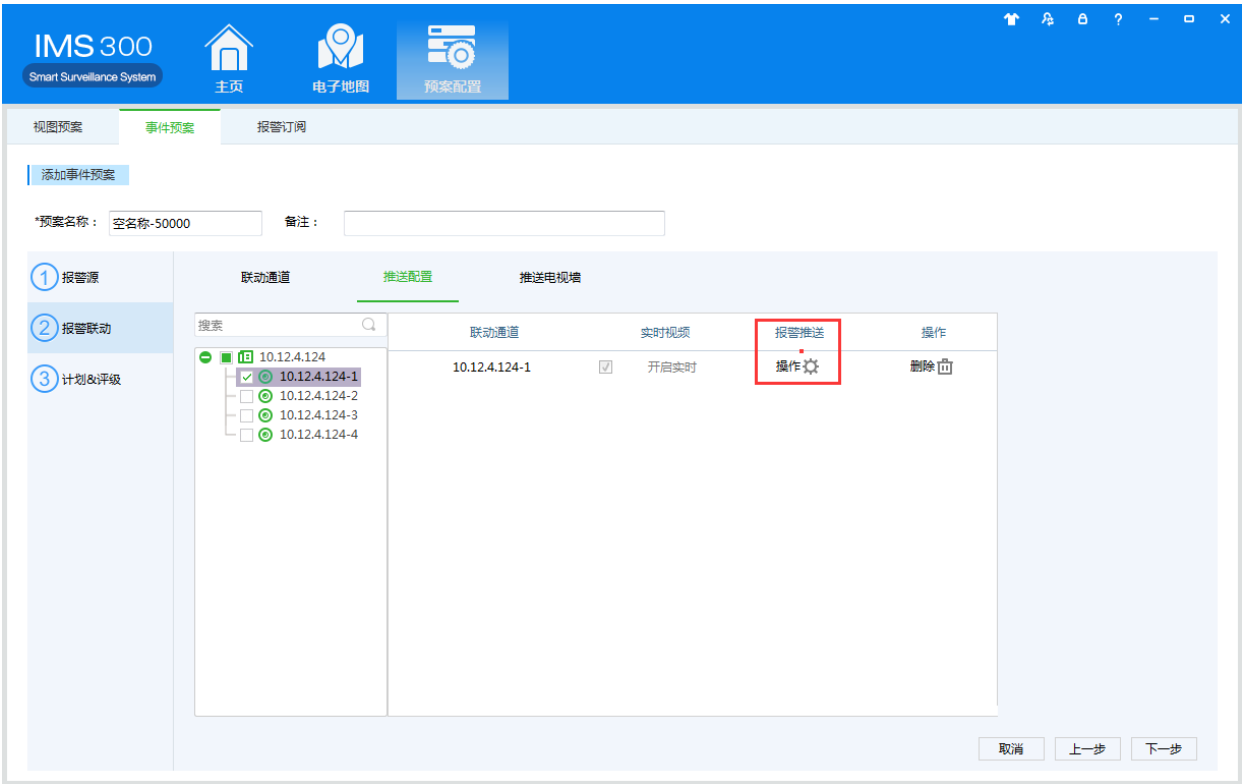 IMS 300
Smart Surveillance System
主页
电子地图
预案配置
视图预案 事件预案 报警订阅
添加事件预案
*预案名称： 空名称-50000 备注：
1 报警源
2 报警联动
3 计划&评级
联动通道 推送配置 推送电视墙
搜索
10.12.4.124
10.12.4.124-1
10.12.4.124-2
10.12.4.124-3
10.12.4.124-4
联动通道 实时视频 报警推送 操作
10.12.4.124-1 开启实时 操作 删除
取消 上一步 下一步